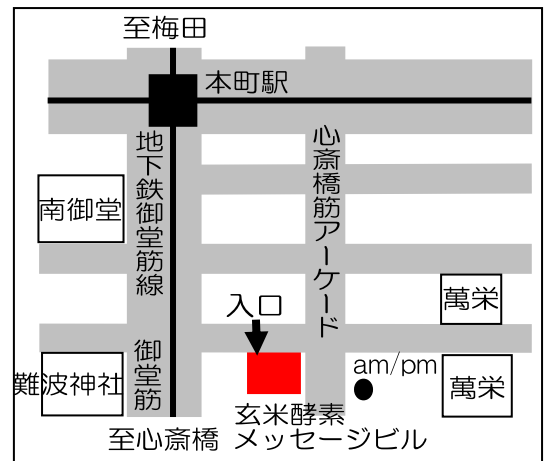 至梅田
本町駅
地下鉄御堂筋線
心斎橋筋アーケード
南御堂
萬栄
入口
御堂筋
難波神社
am/pm
萬栄
玄米酵素
メッセージビル
至心斎橋